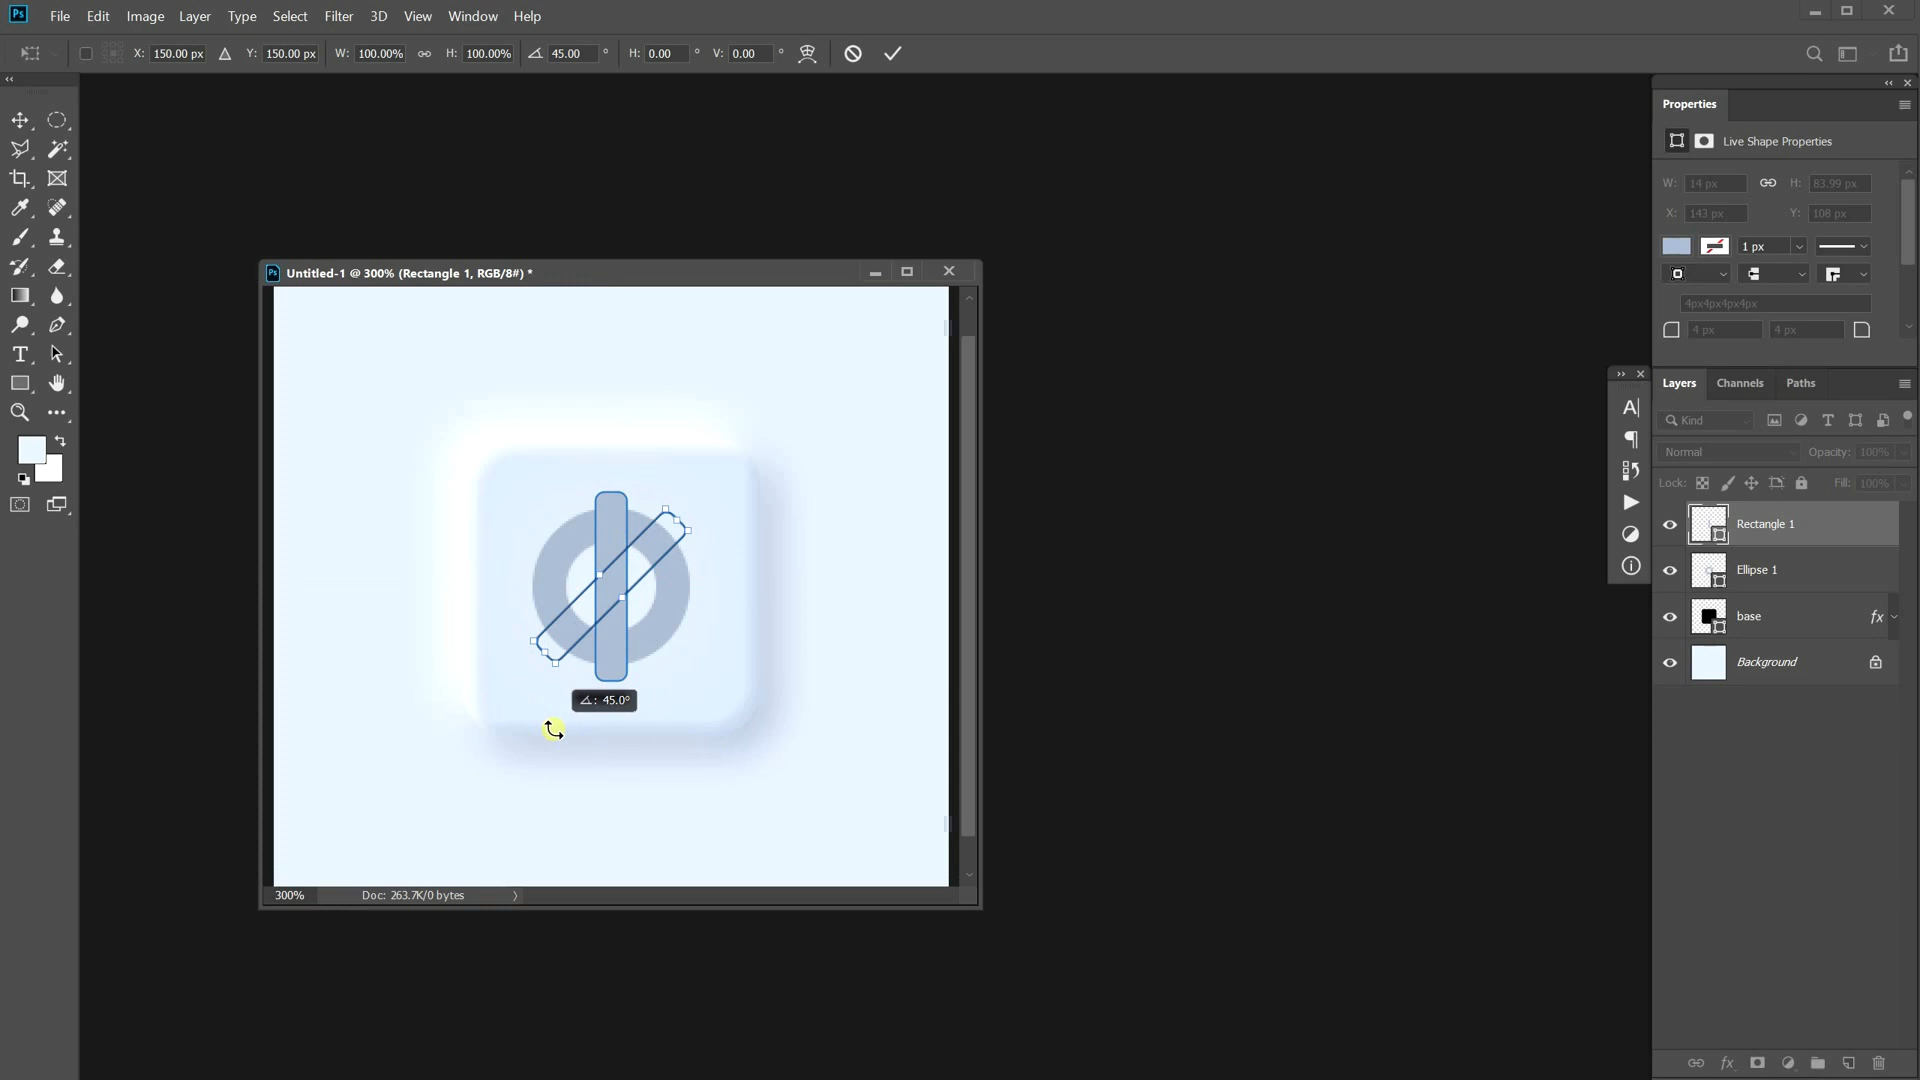 Ps File Edit Image Layer Type Select Filter 3D View Window Help
X: 150.00 px Y: 150.00 px W: 100.00% H: 100.00% 45.00 ° H: 0.00 ° V: 0.00 °
Properties
Live Shape Properties
W: 14 px H: 83.99 px
X: 143 px Y: 108 px
1 px
4px4px4px4px
4 px 4 px
Ps Untitled-1 @ 300% (Rectangle 1, RGB/8#) *
: 45.0°
300% Doc: 263.7K/0 bytes
Layers Channels Paths
Kind
Normal Opacity: 100%
Lock: Fill: 100%
Rectangle 1
Ellipse 1
base fx
Background
fx